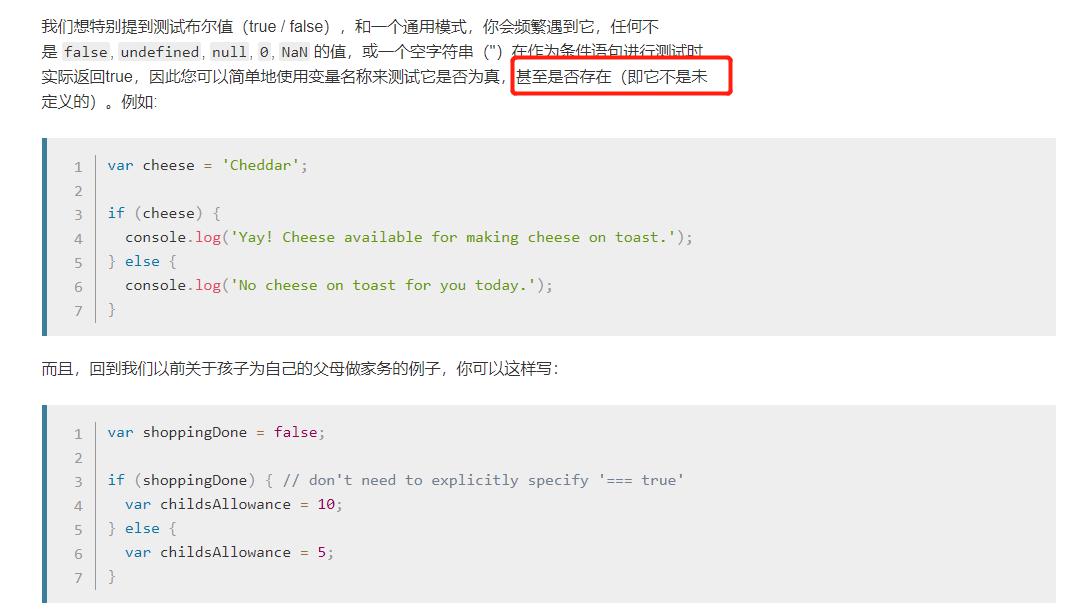 我们想特别提到测试布尔值（true / false），和一个通用模式，你会频繁遇到它，任何不
是 false, undefined, null, 0, NaN 的值，或一个空字符串（''）在作为条件语句进行测试时
实际返回true，因此您可以简单地使用变量名称来测试它是否为真，甚至是否存在（即它不是未
定义的）。例如:
1 var cheese = 'Cheddar';
2
3 if (cheese) {
4   console.log('Yay! Cheese available for making cheese on toast.');
5 } else {
6   console.log('No cheese on toast for you today.');
7 }
而且，回到我们以前关于孩子为自己的父母做家务的例子，你可以这样写：
1 var shoppingDone = false;
2
3 if (shoppingDone) { // don't need to explicitly specify '=== true'
4   var childsAllowance = 10;
5 } else {
6   var childsAllowance = 5;
7 }